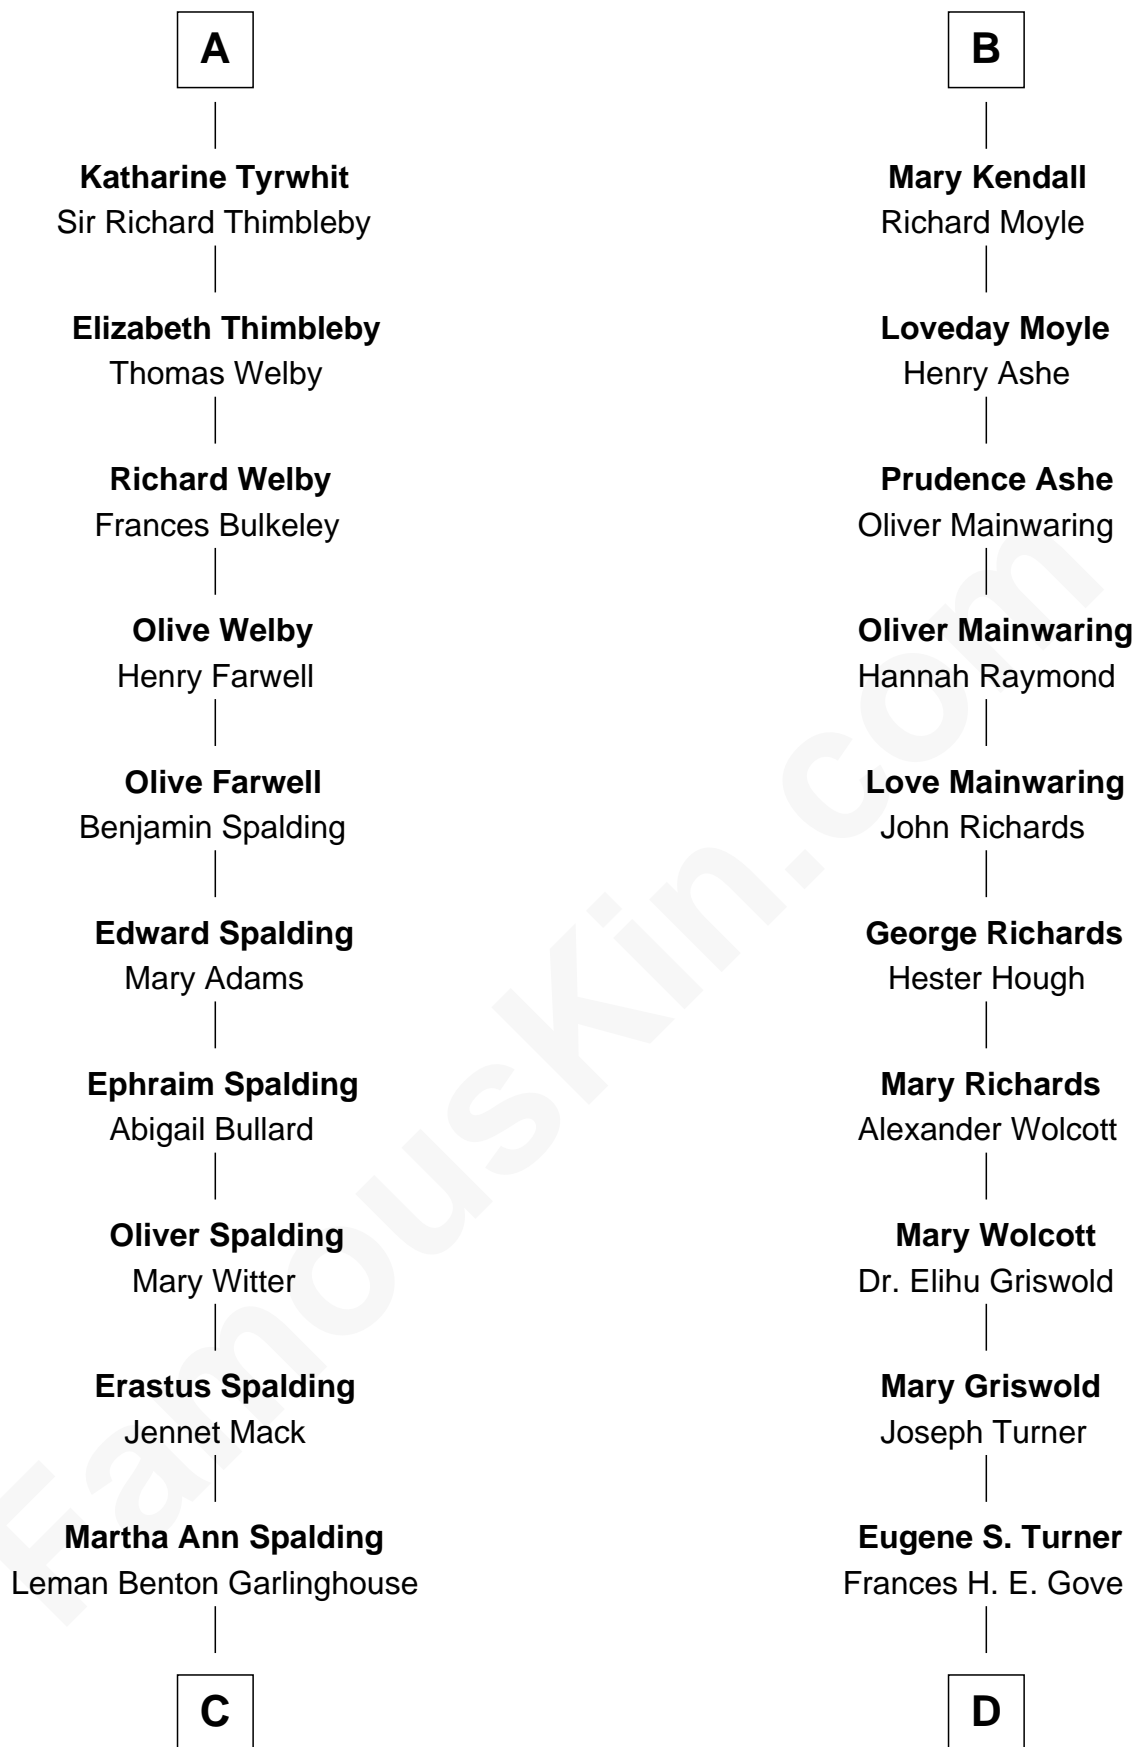 A
Katharine Tyrwhit
Sir Richard Thimbleby
Elizabeth Thimbleby
Thomas Welby
Richard Welby
Frances Bulkeley
Olive Welby
Henry Farwell
Olive Farwell
Benjamin Spalding
Edward Spalding
Mary Adams
Ephraim Spalding
Abigail Bullard
Oliver Spalding
Mary Witter
Erastus Spalding
Jennet Mack
Martha Ann Spalding
Leman Benton Garlinghouse
C
B
Mary Kendall
Richard Moyle
Loveday Moyle
Henry Ashe
Prudence Ashe
Oliver Mainwaring
Oliver Mainwaring
Hannah Raymond
Love Mainwaring
John Richards
George Richards
Hester Hough
Mary Richards
Alexander Wolcott
Mary Wolcott
Dr. Elihu Griswold
Mary Griswold
Joseph Turner
Eugene S. Turner
Frances H. E. Gove
D
FamousKin.com